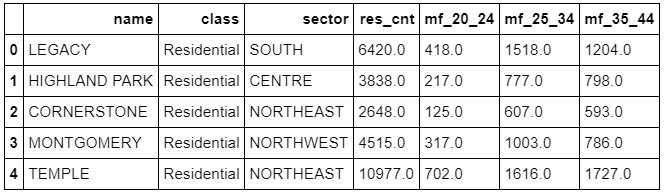 name class sector res_cnt mf_20_24 mf_25_34 mf_35_44
0 LEGACY Residential SOUTH 6420.0 418.0 1518.0 1204.0
1 HIGHLAND PARK Residential CENTRE 3838.0 217.0 777.0 798.0
2 CORNERSTONE Residential NORTHEAST 2648.0 125.0 607.0 593.0
3 MONTGOMERY Residential NORTHWEST 4515.0 317.0 1003.0 786.0
4 TEMPLE Residential NORTHEAST 10977.0 702.0 1616.0 1727.0